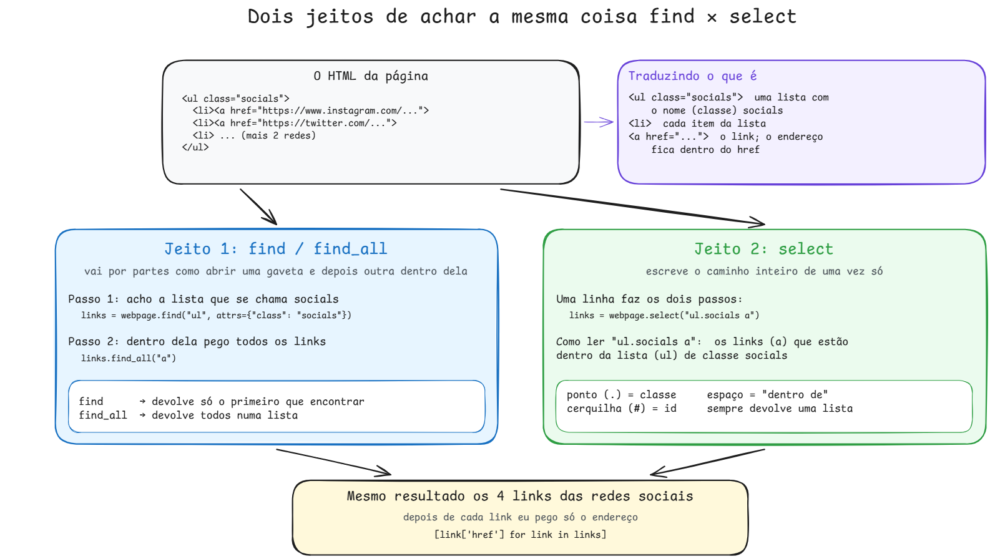 Dois jeitos de achar a mesma coisa find × select
O HTML da página
<ul class="socials">
  <li><a href="https://www.instagram.com/...">
  <li><a href="https://twitter.com/...">
  <li> ... (mais 2 redes)
</ul>
Traduzindo o que é
<ul class="socials">  uma lista com
    o nome (classe) socials
<li>  cada item da lista
<a href="...">  o link; o endereço
    fica dentro do href
Jeito 1: find / find_all
vai por partes como abrir uma gaveta e depois outra dentro dela
Passo 1: acho a lista que se chama socials
links = webpage.find("ul", attrs={"class": "socials"})
Passo 2: dentro dela pego todos os links
links.find_all("a")
find      → devolve só o primeiro que encontrar
find_all  → devolve todos numa lista
Jeito 2: select
escreve o caminho inteiro de uma vez só
Uma linha faz os dois passos:
links = webpage.select("ul.socials a")
Como ler "ul.socials a":  os links (a) que estão
dentro da lista (ul) de classe socials
ponto (.) = classe     espaço = "dentro de"
cerquilha (#) = id     sempre devolve uma lista
Mesmo resultado os 4 links das redes sociais
depois de cada link eu pego só o endereço
[link['href'] for link in links]